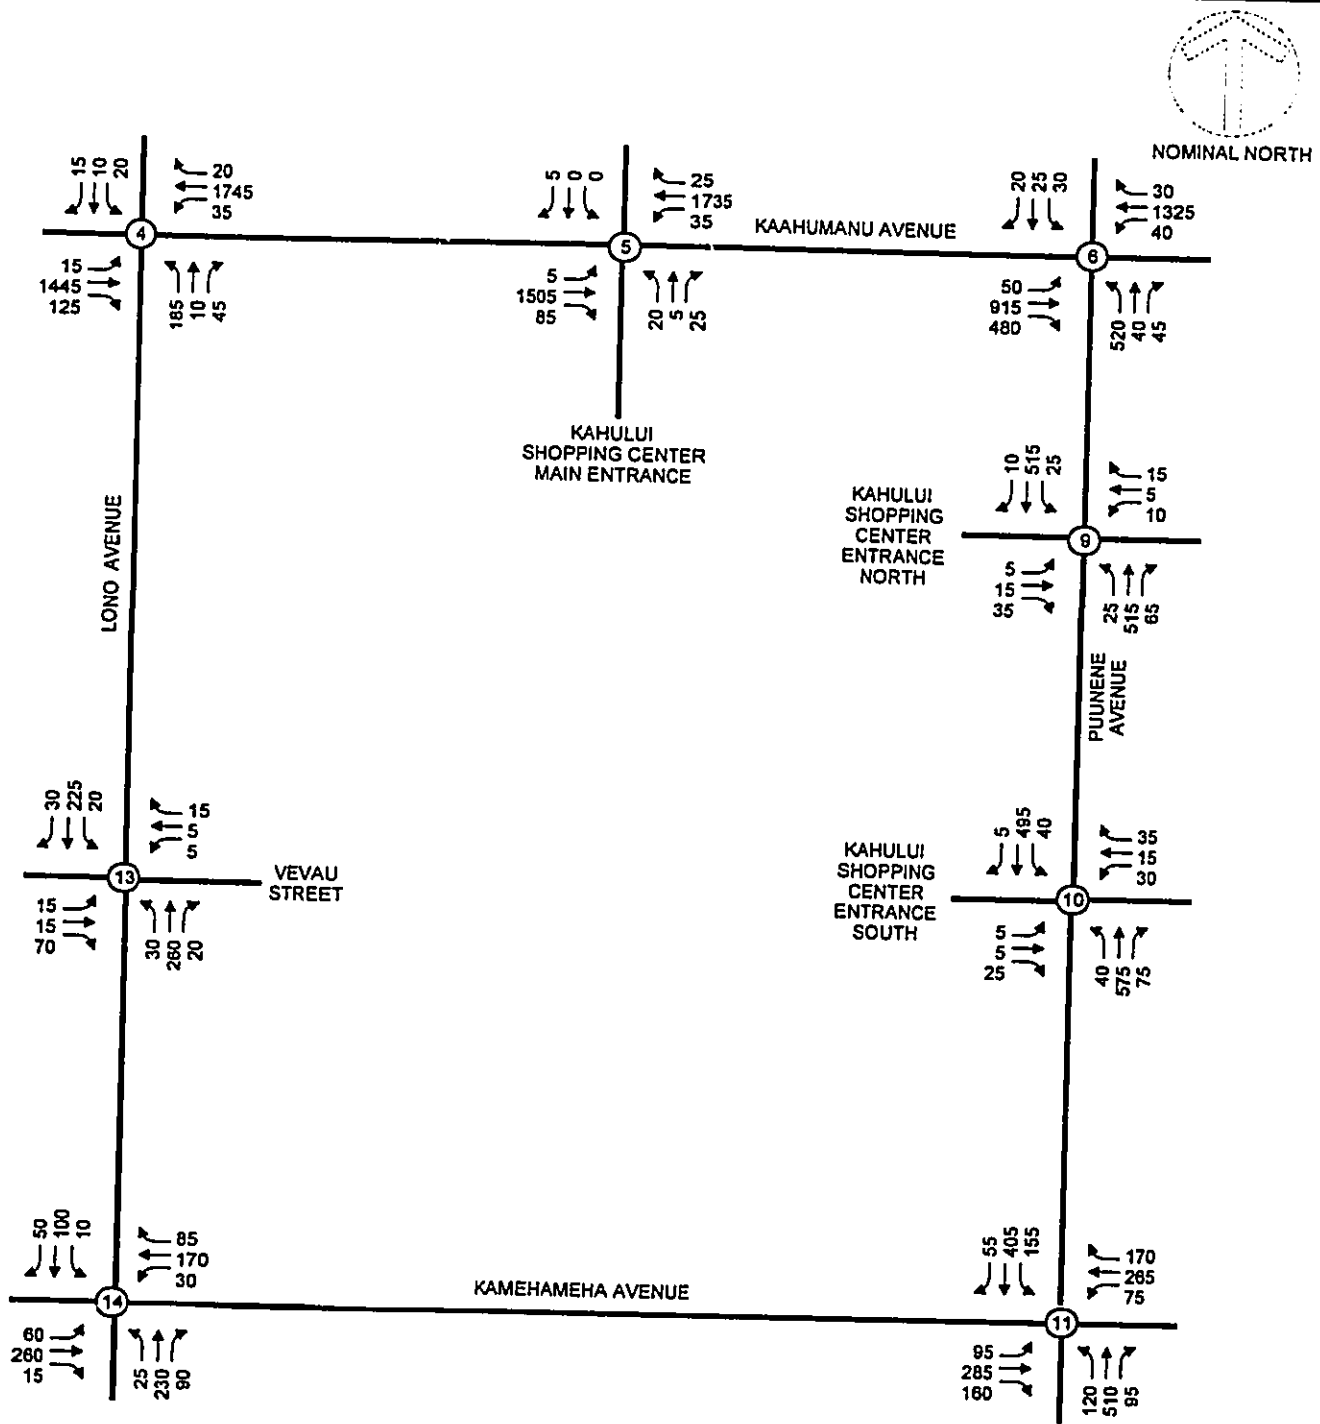 NOMINAL NORTH
15 10 20
20
1745
35
4
15
1445
125
185 10 45
5 0 0
25
1735
35
KAAHUMANU AVENUE
5
5
1505
85
20 5 25
20 25 30
30
1325
40
6
50
915
480
520 40 45
KAHULUI
SHOPPING CENTER
MAIN ENTRANCE
LONO AVENUE
KAHULUI
SHOPPING
CENTER
ENTRANCE
NORTH
10 515 25
15
5
10
9
5
15
35
25 515 65
PUUNENE
AVENUE
30 225 20
15
5
5
13
VEVAU
STREET
15
15
70
30 260 20
KAHULUI
SHOPPING
CENTER
ENTRANCE
SOUTH
5 495 40
35
15
30
10
5
5
25
40 575 75
50 100 10
85
170
30
14
60
260
15
25 230 90
KAMEHAMEHA AVENUE
55 405 155
170
265
75
11
95
285
160
120 510 95